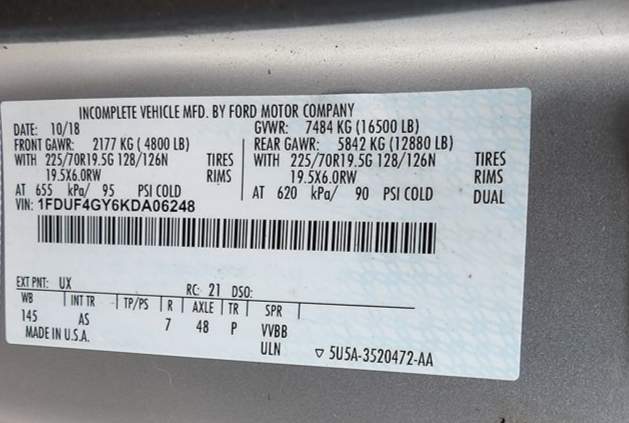 INCOMPLETE VEHICLE MFD. BY FORD MOTOR COMPANY
DATE: 10/18 GVWR: 7484 KG (16500 LB)
FRONT GAWR: 2177 KG ( 4800 LB) REAR GAWR: 5842 KG (12880 LB)
WITH 225/70R19.5G 128/126N TIRES WITH 225/70R19.5G 128/126N TIRES
19.5X6.0RW RIMS 19.5X6.0RW RIMS
AT 655 kPa/ 95 PSI COLD AT 620 kPa/ 90 PSI COLD DUAL
VIN: 1FDUF4GY6KDA06248
EXT PNT: UX RC: 21 DSO:
WB INT TR TP/PS R AXLE TR SPR
145 AS 7 48 P VVBB
MADE IN U.S.A. ULN ▽ 5U5A-3520472-AA